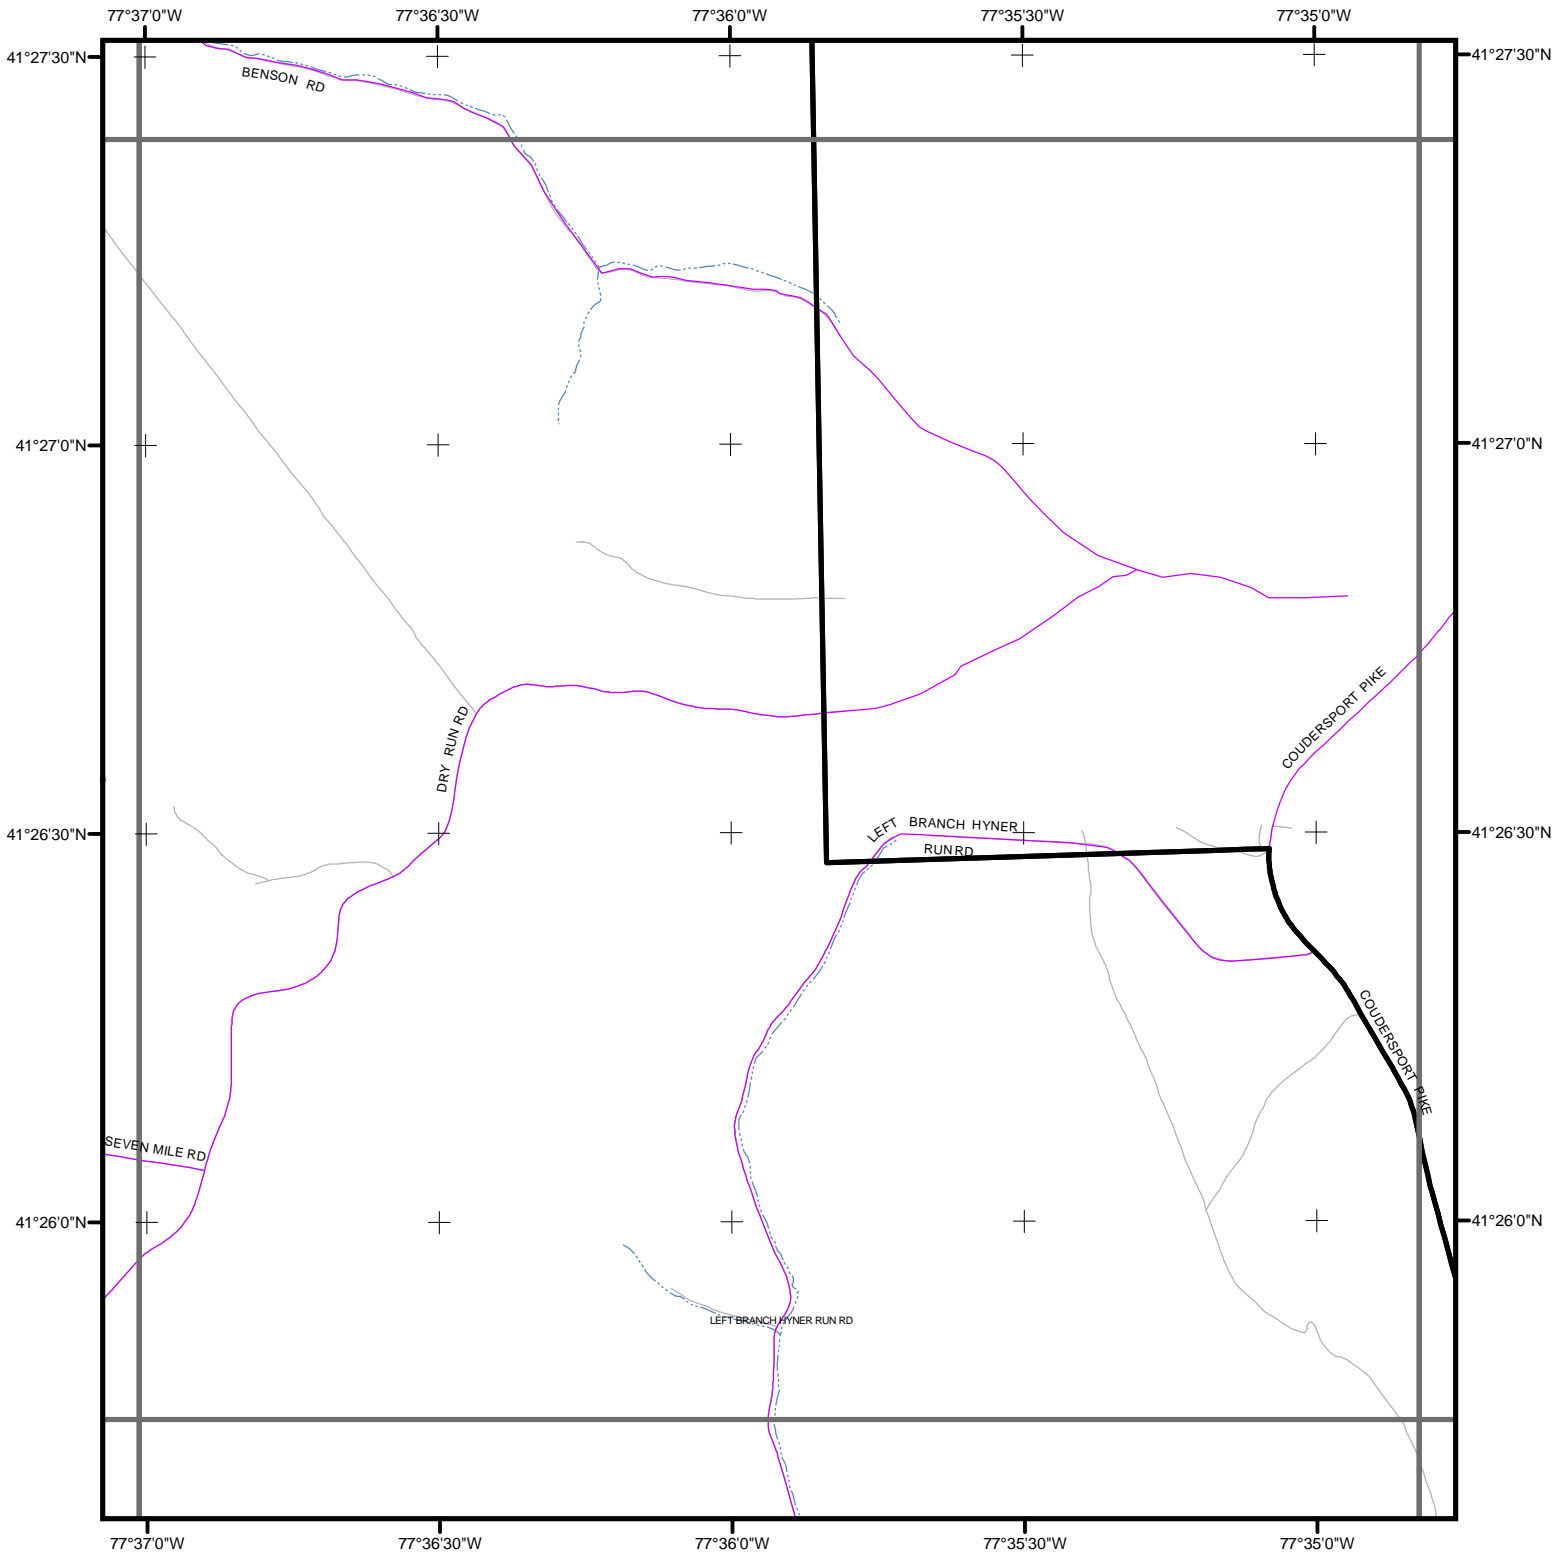 77°37'0"W 77°36'30"W 77°36'0"W 77°35'30"W 77°35'0"W
41°27'30"N 41°27'30"N
BENSON RD
41°27'0"N 41°27'0"N
COUDERSPORT PIKE
DRY RUN RD
LEFT BRANCH HYNER
RUN RD
41°26'30"N 41°26'30"N
COUDERSPORT PIKE
SEVEN MILE RD
41°26'0"N 41°26'0"N
LEFT BRANCH HYNER RUN RD
77°37'0"W 77°36'30"W 77°36'0"W 77°35'30"W 77°35'0"W